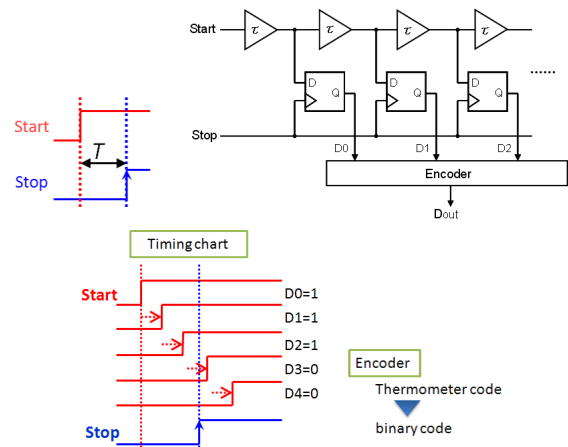 Start
τ
τ
τ
τ
D
Q
D
Q
D
Q
......
Stop
D0
D1
D2
Encoder
Dout
Start
T
Stop
Timing chart
Start
D0=1
D1=1
D2=1
D3=0
D4=0
Stop
Encoder
Thermometer code
binary code